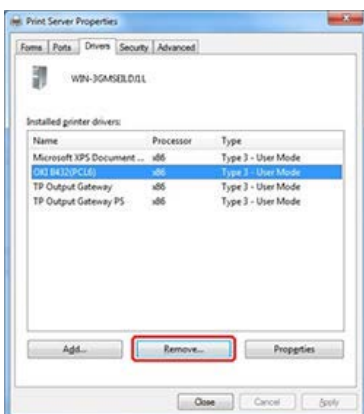 Print Server Properties
Forms Ports Drivers Security Advanced
Installed printer drivers:
Name Processor Type
Microsoft XPS Document ... x86 Type 3 - User Mode
OKI B432(PCL6) x86 Type 3 - User Mode
TP Output Gateway x86 Type 3 - User Mode
TP Output Gateway PS x86 Type 3 - User Mode
Add... Remove... Properties
Close Cancel Apply